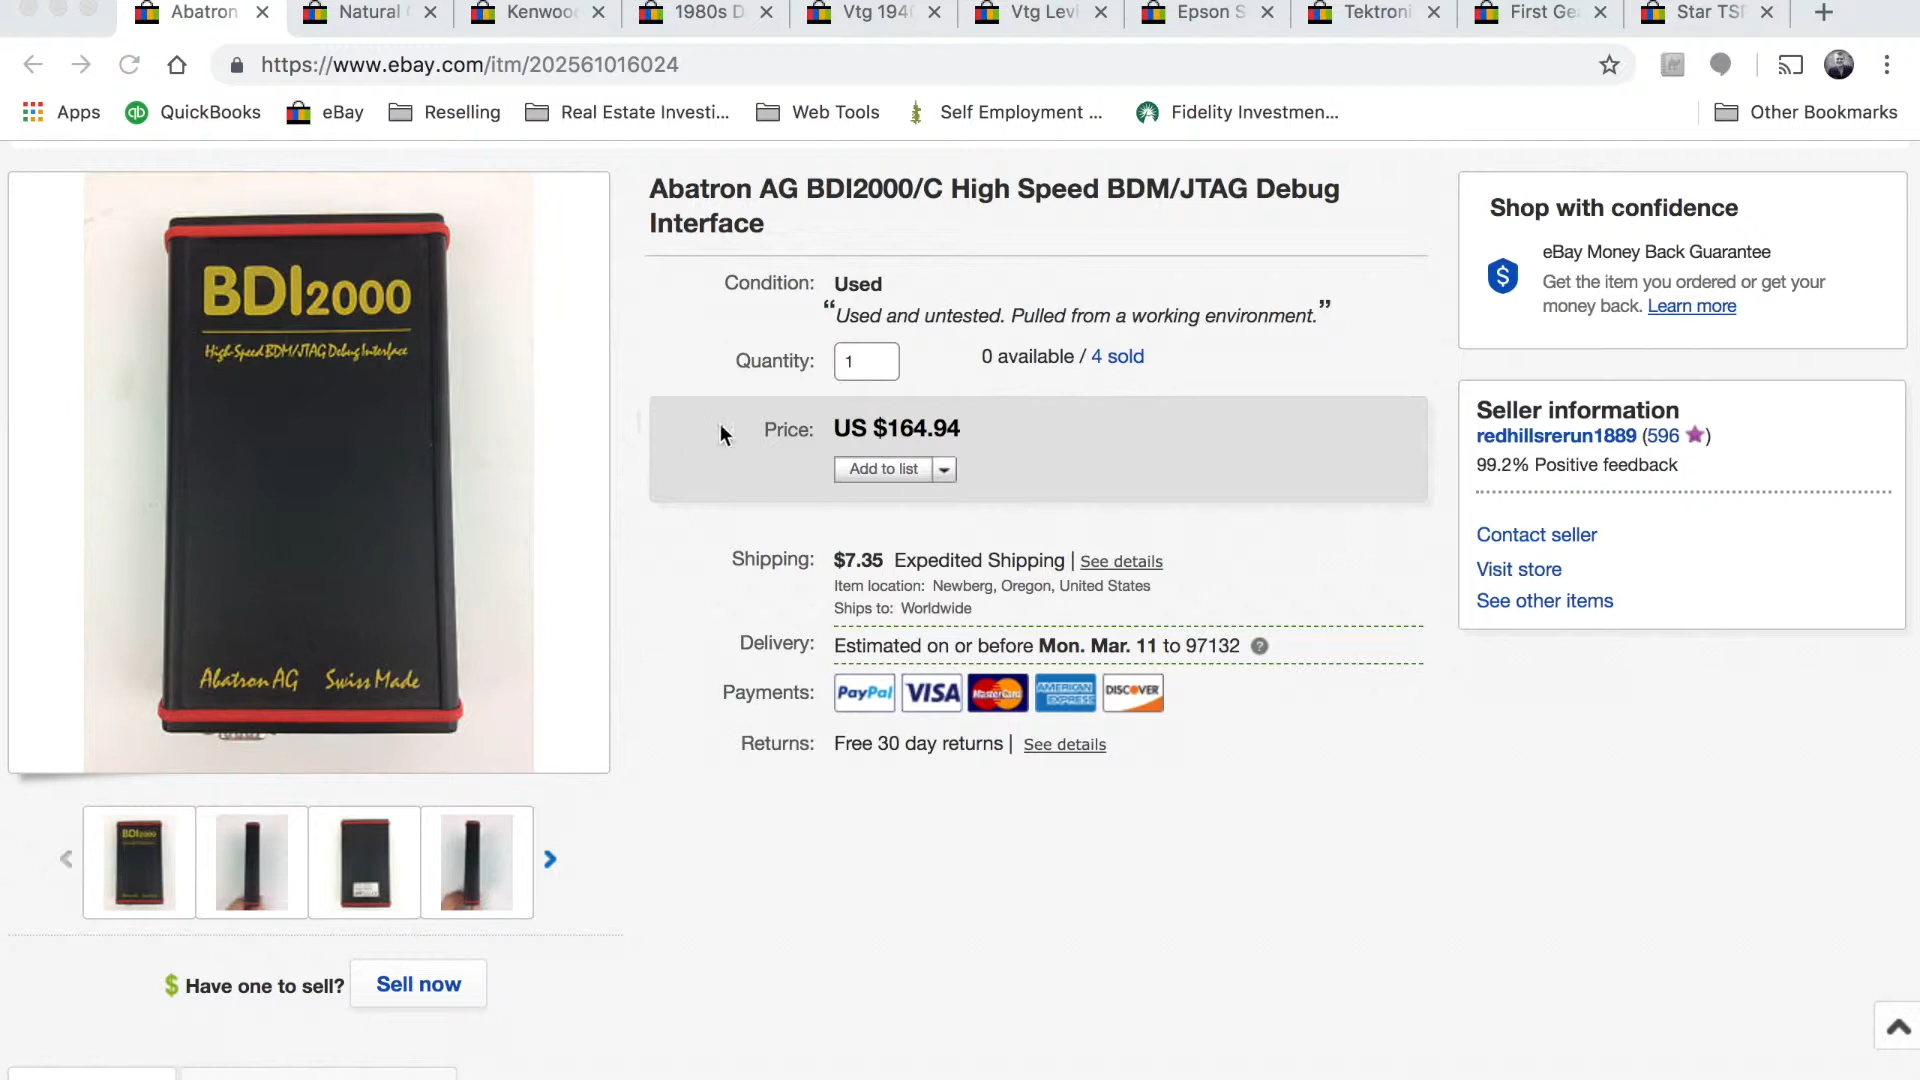 Abatron
Natural
Kenwoo
1980s D
Vtg 194
Vtg Levi
Epson S
Tektroni
First Ge
Star TSP
https://www.ebay.com/itm/202561016024
Apps
QuickBooks
eBay
Reselling
Real Estate Investi...
Web Tools
Self Employment ...
Fidelity Investmen...
Other Bookmarks
BDI2000
High-Speed BDM/JTAG Debug Interface
Abatron AG Swiss Made
Abatron AG BDI2000/C High Speed BDM/JTAG Debug
Interface
Condition: Used
“Used and untested. Pulled from a working environment.”
Quantity: 1 0 available / 4 sold
Price: US $164.94
Add to list
Shipping: $7.35 Expedited Shipping | See details
Item location: Newberg, Oregon, United States
Ships to: Worldwide
Delivery: Estimated on or before Mon. Mar. 11 to 97132 ?
Payments: PayPal VISA MasterCard AMERICAN EXPRESS DISCOVER
Returns: Free 30 day returns | See details
Shop with confidence
$
eBay Money Back Guarantee
Get the item you ordered or get your
money back. Learn more
Seller information
redhillsrerun1889 (596)
99.2% Positive feedback
Contact seller
Visit store
See other items
BDI2000
$ Have one to sell? Sell now